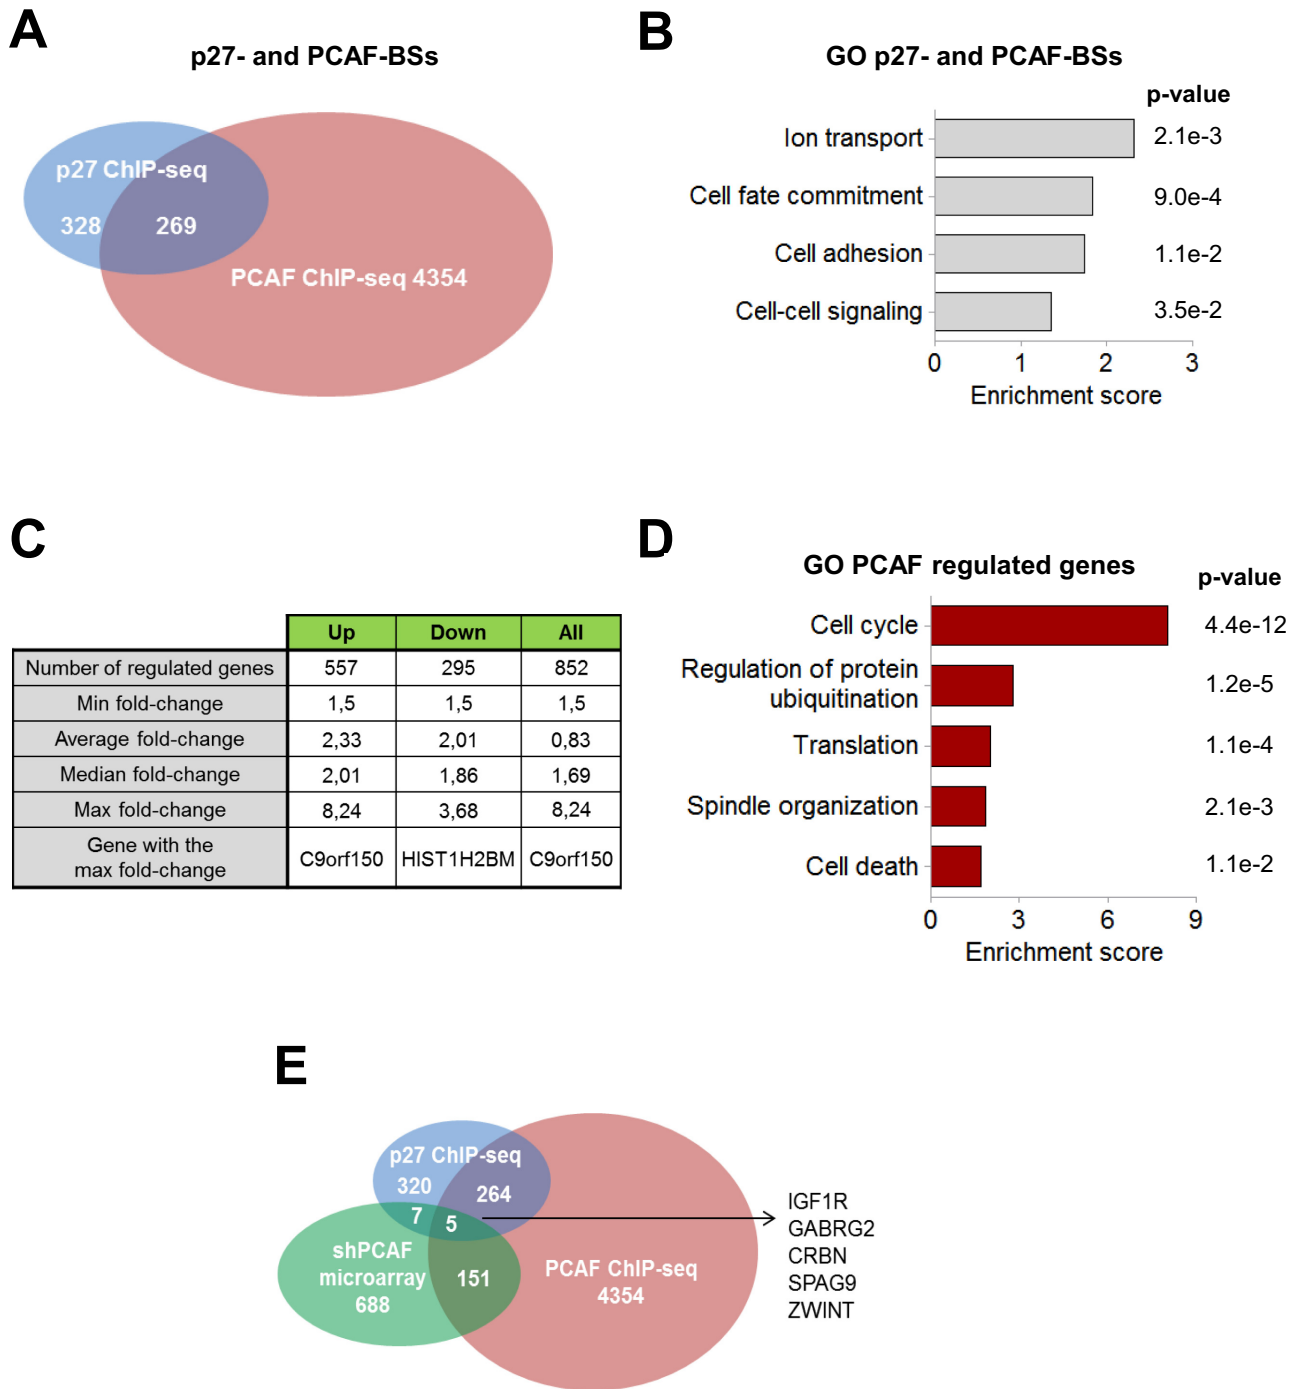 A
p27- and PCAF-BSs
p27 ChIP-seq
328 269
PCAF ChIP-seq 4354
B
GO p27- and PCAF-BSs
p-value
Ion transport 2.1e-3
Cell fate commitment 9.0e-4
Cell adhesion 1.1e-2
Cell-cell signaling 3.5e-2
0 1 2 3
Enrichment score
C
Up Down All
Number of regulated genes 557 295 852
Min fold-change 1,5 1,5 1,5
Average fold-change 2,33 2,01 0,83
Median fold-change 2,01 1,86 1,69
Max fold-change 8,24 3,68 8,24
Gene with the
max fold-change C9orf150 HIST1H2BM C9orf150
D
GO PCAF regulated genes
p-value
Cell cycle 4.4e-12
Regulation of protein
ubiquitination 1.2e-5
Translation 1.1e-4
Spindle organization 2.1e-3
Cell death 1.1e-2
0 3 6 9
Enrichment score
E
p27 ChIP-seq
320 264
7 5
shPCAF
microarray
688
151
PCAF ChIP-seq
4354
IGF1R
GABRG2
CRBN
SPAG9
ZWINT